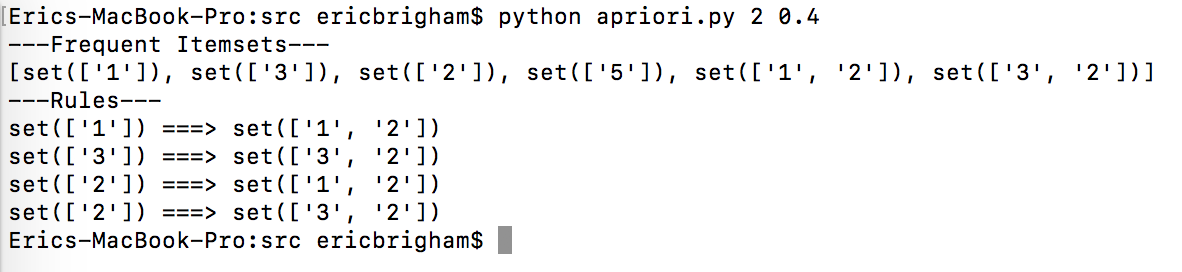 [Erics-MacBook-Pro:src ericbrigham$ python apriori.py 2 0.4
---Frequent Itemsets---
[set(['1']), set(['3']), set(['2']), set(['5']), set(['1', '2']), set(['3', '2'])]
---Rules---
set(['1']) ===> set(['1', '2'])
set(['3']) ===> set(['3', '2'])
set(['2']) ===> set(['1', '2'])
set(['2']) ===> set(['3', '2'])
Erics-MacBook-Pro:src ericbrigham$